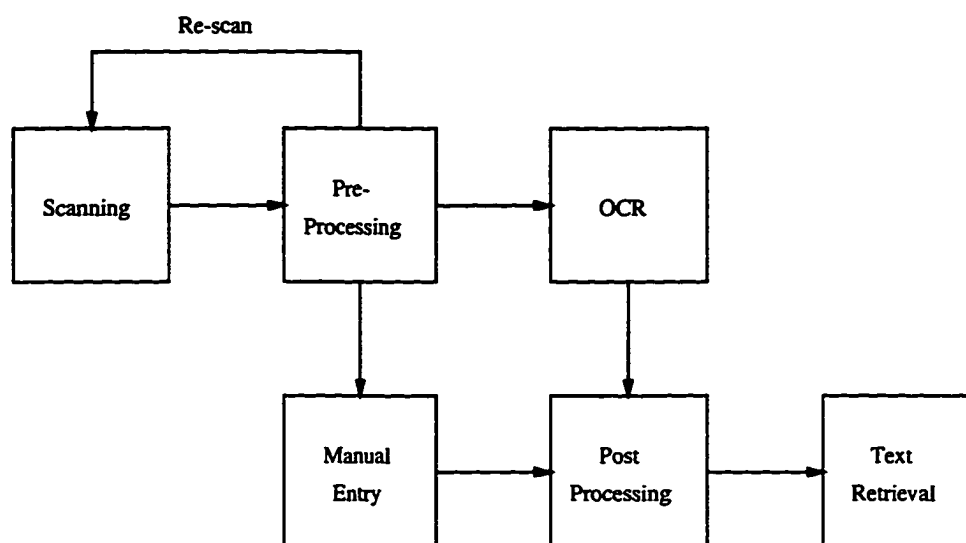 Re-scan
Scanning
Pre-
Processing
OCR
Manual
Entry
Post
Processing
Text
Retrieval